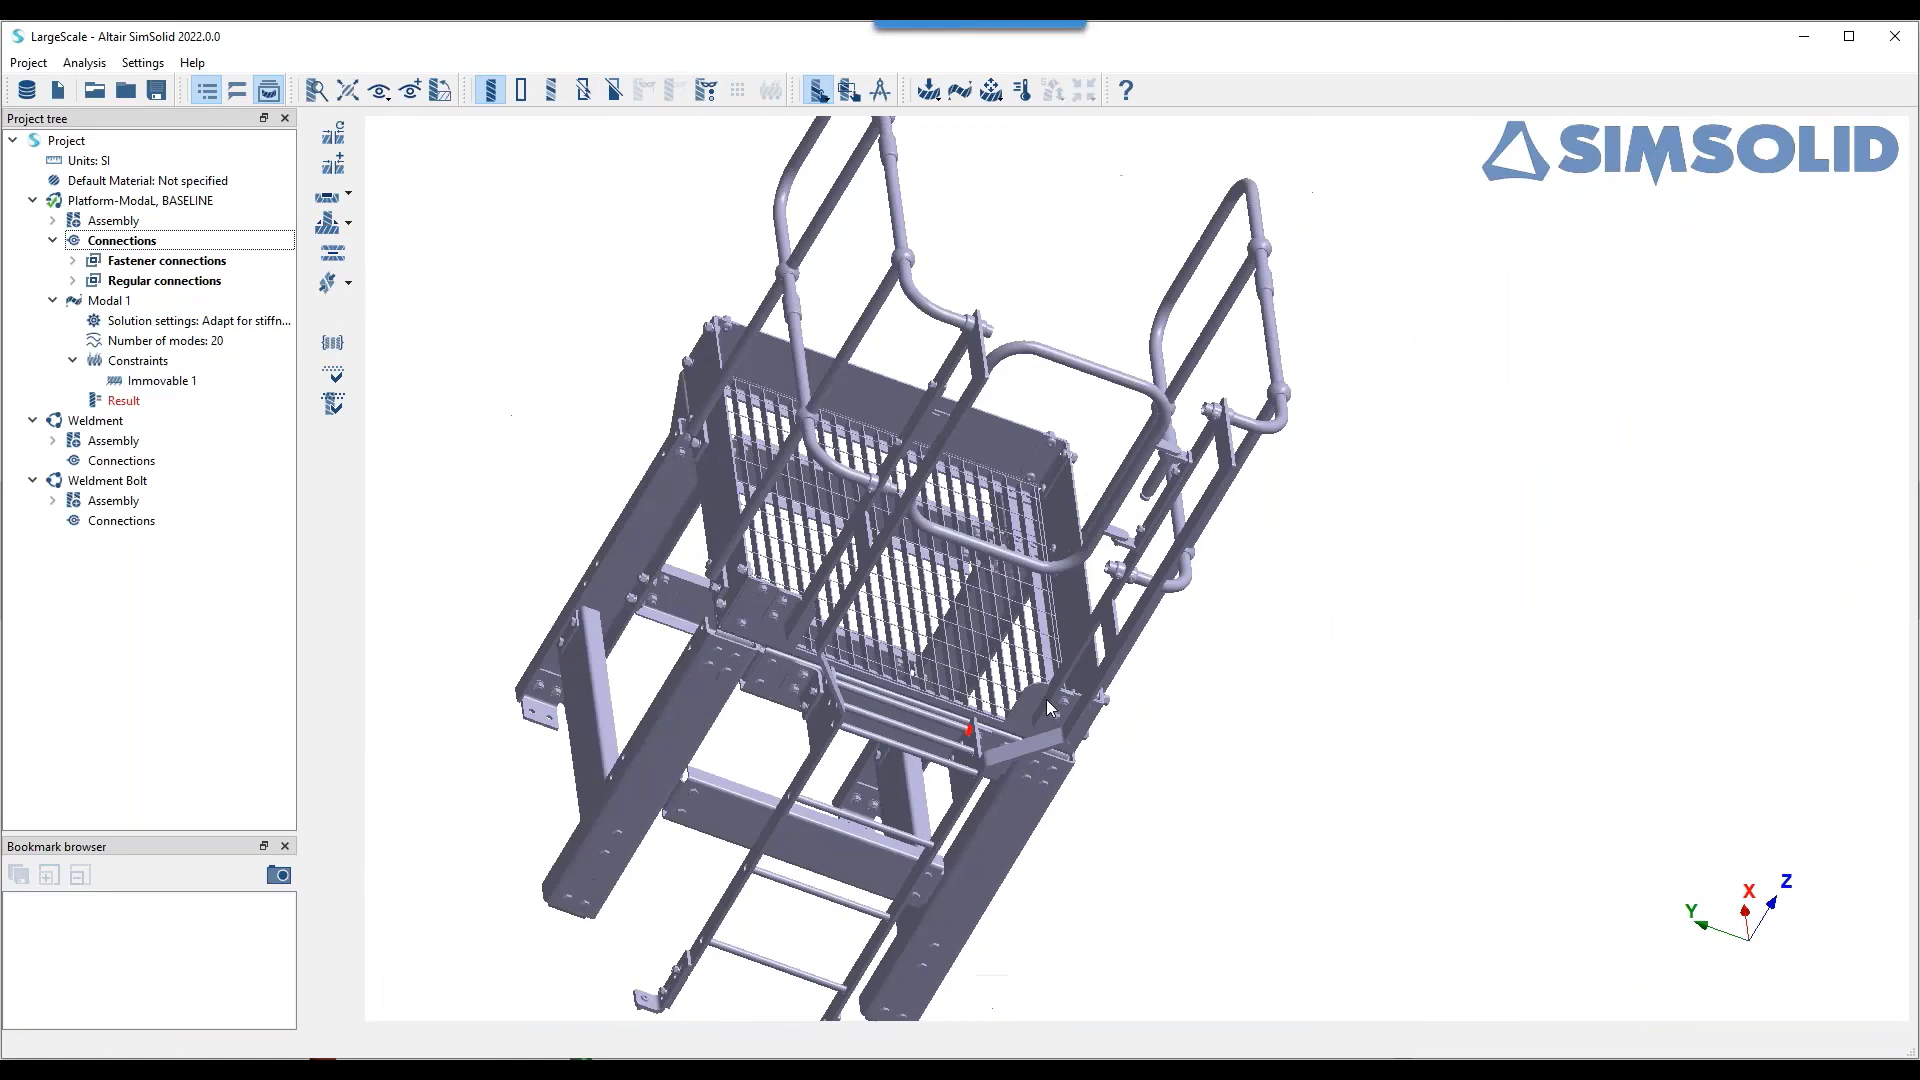 LargeScale - Altair SimSolid 2022.0.0
Project Analysis Settings Help
Project tree
Project
Units: SI
Default Material: Not specified
Platform-ModaL, BASELINE
Assembly
Connections
Fastener connections
Regular connections
Modal 1
Solution settings: Adapt for stiffn...
Number of modes: 20
Constraints
Immovable 1
Result
Weldment
Assembly
Connections
Weldment Bolt
Assembly
Connections
Bookmark browser
SIMSOLID
X
Y
Z